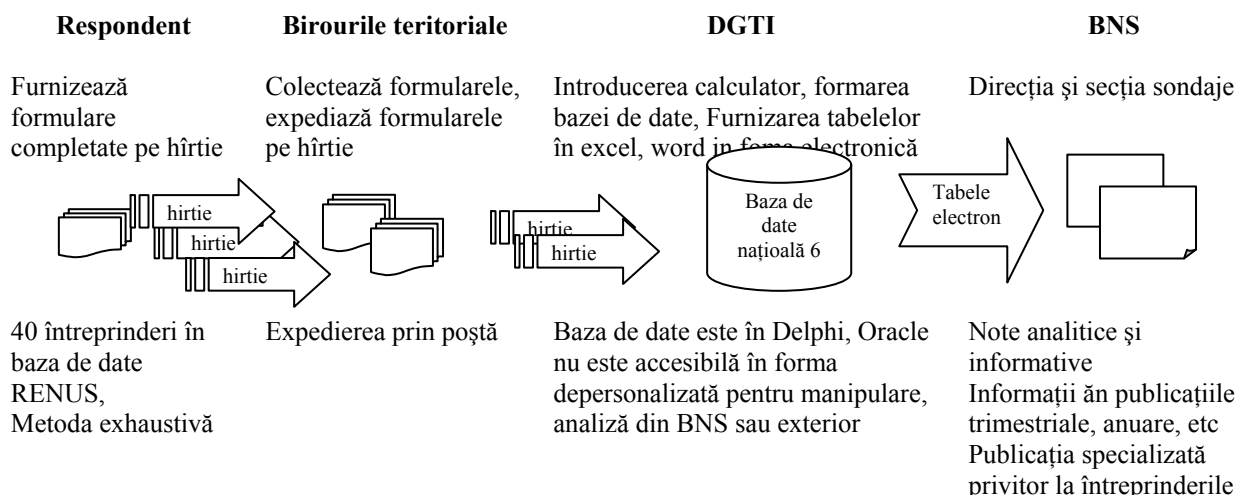 Respondent
Birourile teritoriale
DGTI
BNS
Furnizează
formulare
completate pe hîrtie
Colectează formularele,
expediază formularele
pe hîrtie
Introducerea calculator, formarea
bazei de date, Furnizarea tabelelor
în excel, word in foma electronică
Direcţia şi secţia sondaje
hirtie
hirtie
hirtie
hirtie
hirtie
Baza de
date
naţioală 6
Tabele
electron
40 întreprinderi în
baza de date
RENUS,
Metoda exhaustivă
Expedierea prin poştă
Baza de date este în Delphi, Oracle
nu este accesibilă în forma
depersonalizată pentru manipulare,
analiză din BNS sau exterior
Note analitice şi
informative
Informaţii ăn publicaţiile
trimestriale, anuare, etc
Publicaţia specializată
privitor la întreprinderile